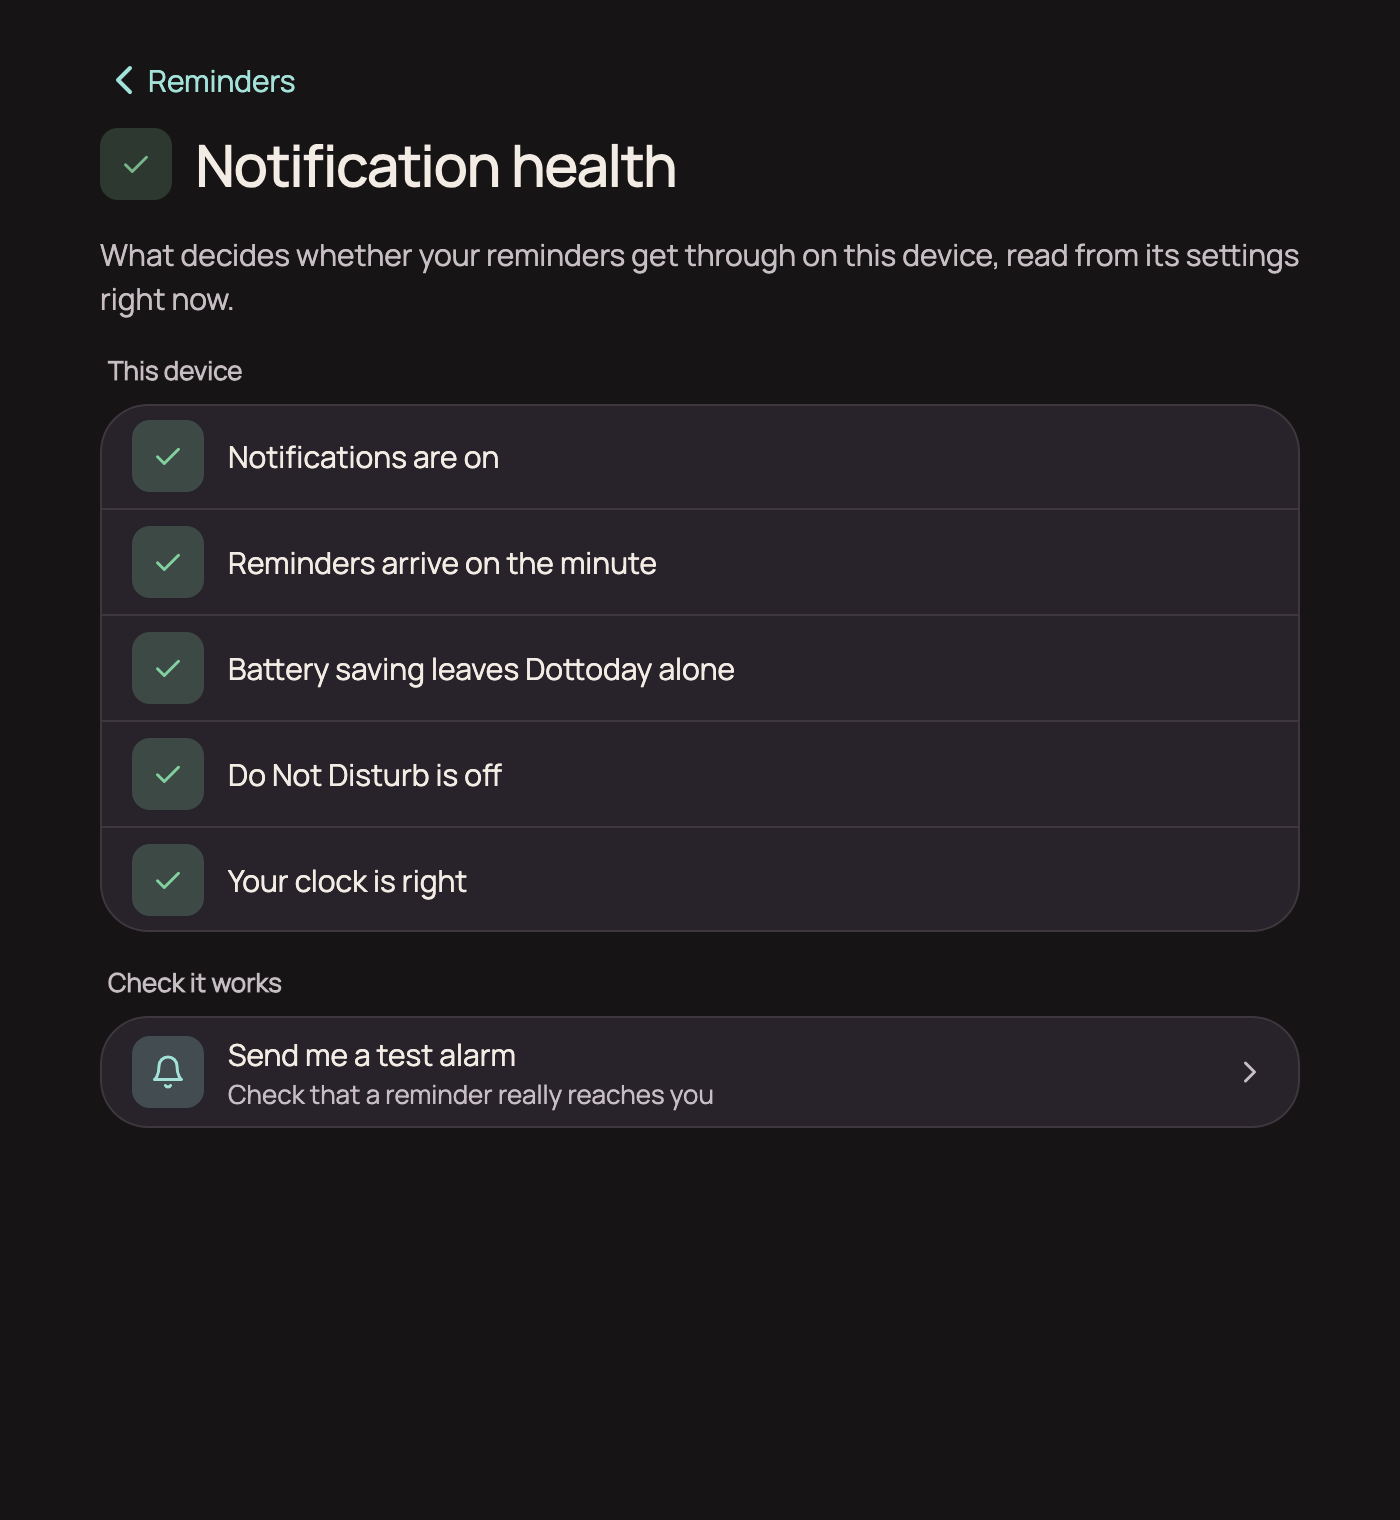 Reminders
Notification health
What decides whether your reminders get through on this device, read from its settings
right now.
This device
Notifications are on
Reminders arrive on the minute
Battery saving leaves Dottoday alone
Do Not Disturb is off
Your clock is right
Check it works
Send me a test alarm
Check that a reminder really reaches you